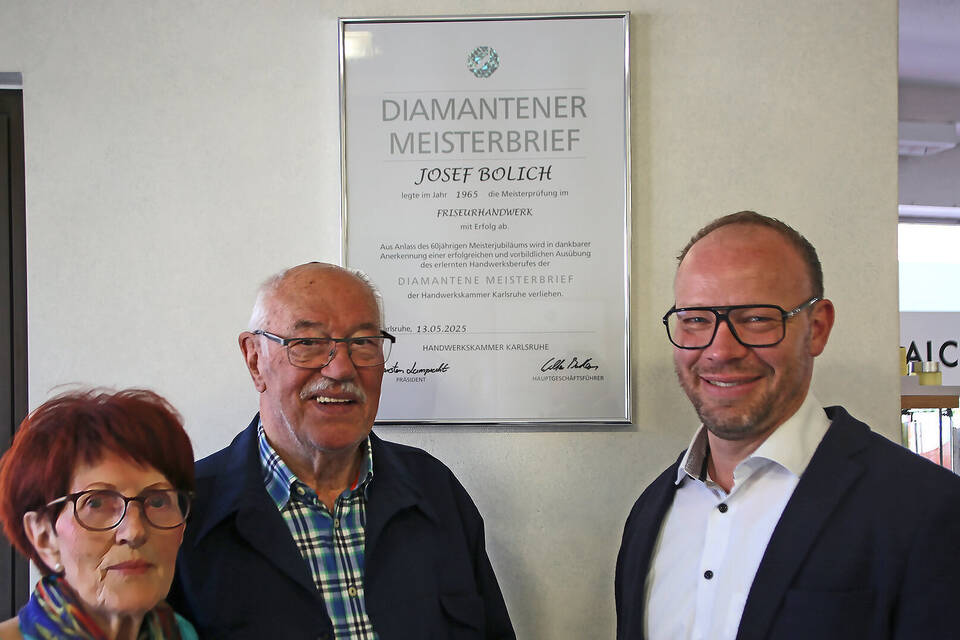 DIAMANTENER
MEISTERBRIEF
JOSEF BOLICH
legte im Jahr 1965 die Meisterprüfung im
FRISEURHANDWERK
mit Erfolg ab.
Aus Anlass des 60jährigen Meisterjubiläums wird in dankbarer
Anerkennung einer erfolgreichen und vorbildlichen Ausübung
des erlernten Handwerksberufes der
DIAMANTENE MEISTERBRIEF
der Handwerkskammer Karlsruhe verliehen.
Karlsruhe, 13.05.2025
HANDWERKSKAMMER KARLSRUHE
PRÄSIDENT
HAUPTGESCHÄFTSFÜHRER
AIC